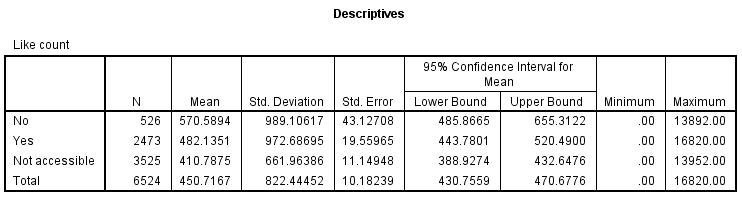 Descriptives
Like count
95% Confidence Interval for Mean
N Mean Std. Deviation Std. Error Lower Bound Upper Bound Minimum Maximum
No 526 570.5894 989.10617 43.12708 485.8665 655.3122 .00 13892.00
Yes 2473 482.1351 972.68695 19.55965 443.7801 520.4900 .00 16820.00
Not accessible 3525 410.7875 661.96386 11.14948 388.9274 432.6476 .00 13952.00
Total 6524 450.7167 822.44452 10.18239 430.7559 470.6776 .00 16820.00